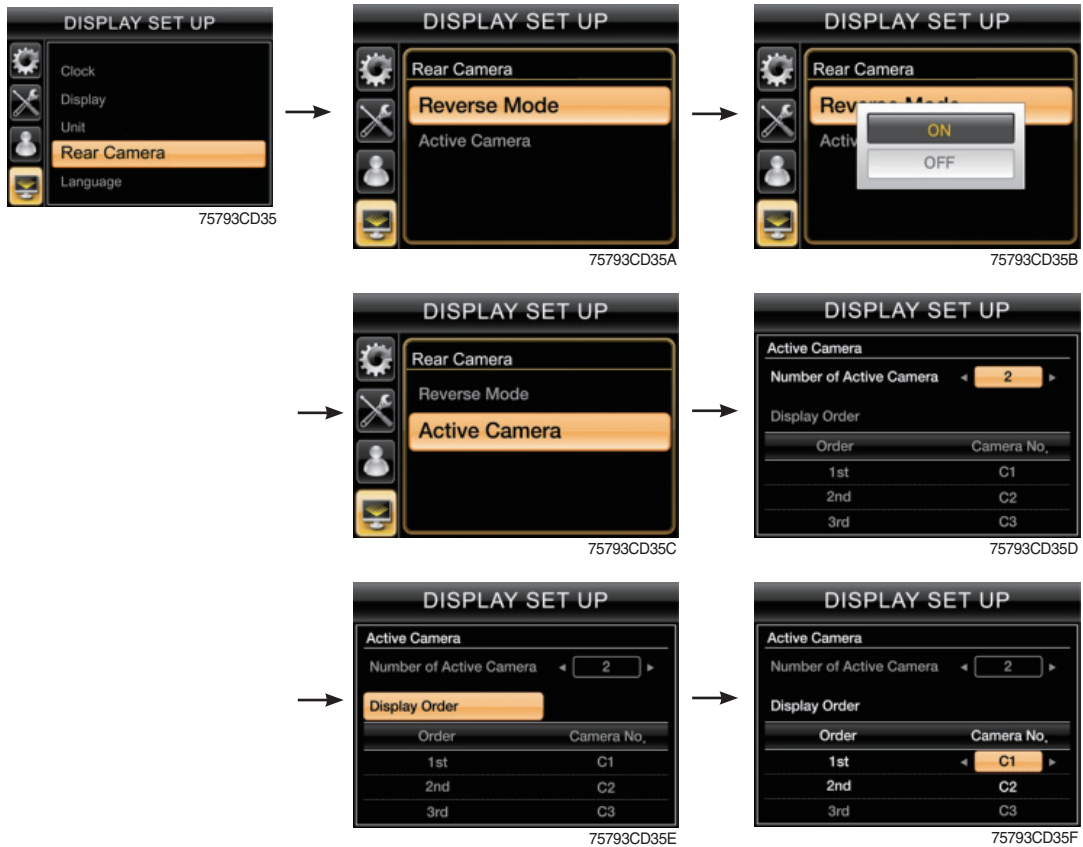 DISPLAY SET UP
Clock
Display
Unit
Rear Camera
Language
75793CD35
DISPLAY SET UP
Rear Camera
Reverse Mode
Active Camera
75793CD35A
DISPLAY SET UP
Rear Camera
Rev
Activ
ON
OFF
75793CD35B
DISPLAY SET UP
Rear Camera
Reverse Mode
Active Camera
75793CD35C
DISPLAY SET UP
Active Camera
Number of Active Camera 2
Display Order
Order Camera No.
1st C1
2nd C2
3rd C3
75793CD35D
DISPLAY SET UP
Active Camera
Number of Active Camera 2
Display Order
Order Camera No.
1st C1
2nd C2
3rd C3
75793CD35E
DISPLAY SET UP
Active Camera
Number of Active Camera 2
Display Order
Order Camera No.
1st C1
2nd C2
3rd C3
75793CD35F